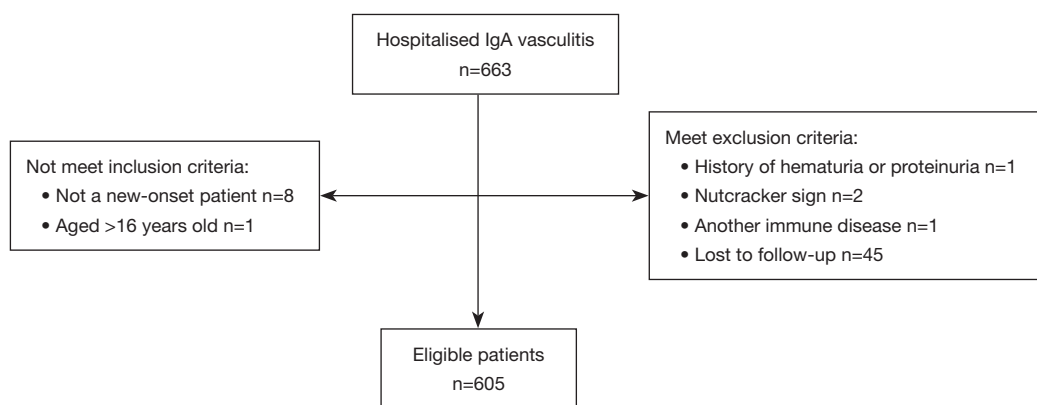 Hospitalised IgA vasculitis
n=663
Not meet inclusion criteria:
• Not a new-onset patient n=8
• Aged >16 years old n=1
Meet exclusion criteria:
• History of hematuria or proteinuria n=1
• Nutcracker sign n=2
• Another immune disease n=1
• Lost to follow-up n=45
Eligible patients
n=605